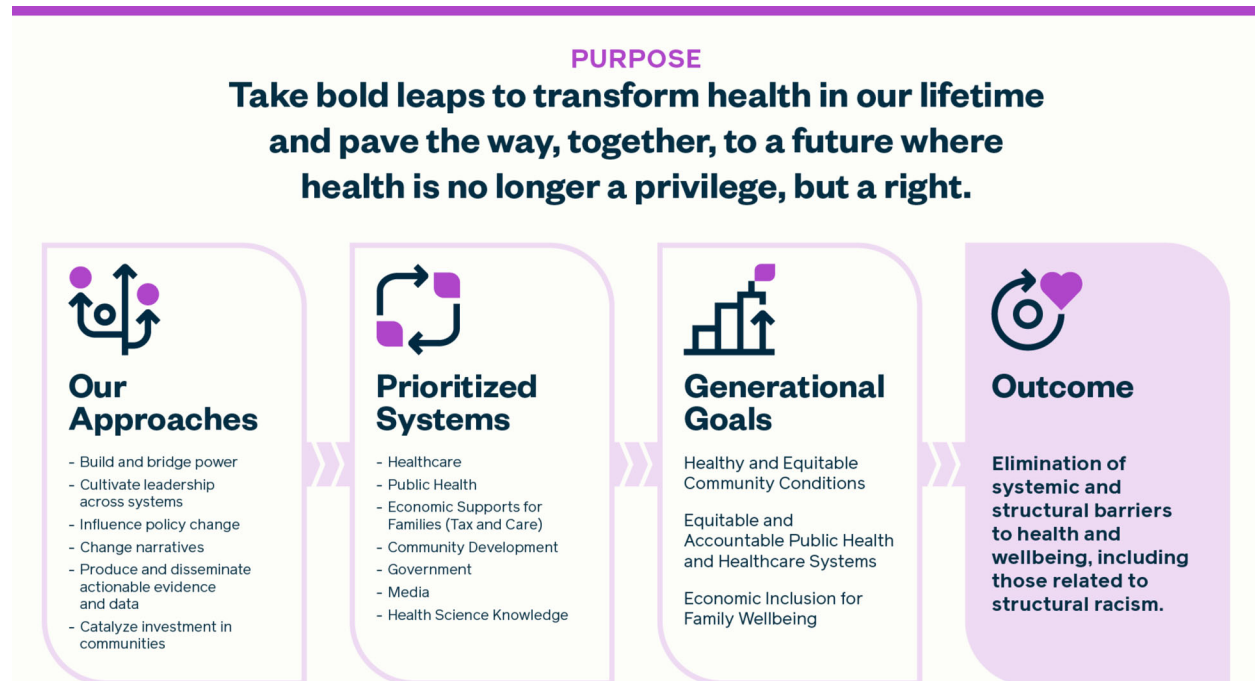 PURPOSE
Take bold leaps to transform health in our lifetime
and pave the way, together, to a future where
health is no longer a privilege, but a right.
Our
Approaches
- Build and bridge power
- Cultivate leadership
across systems
- Influence policy change
- Change narratives
- Produce and disseminate
actionable evidence
and data
- Catalyze investment in
communities
Prioritized
Systems
- Healthcare
- Public Health
- Economic Supports for
Families (Tax and Care)
- Community Development
- Government
- Media
- Health Science Knowledge
Generational
Goals
Healthy and Equitable
Community Conditions
Equitable and
Accountable Public Health
and Healthcare Systems
Economic Inclusion for
Family Wellbeing
Outcome
Elimination of
systemic and
structural barriers
to health and
wellbeing, including
those related to
structural racism.